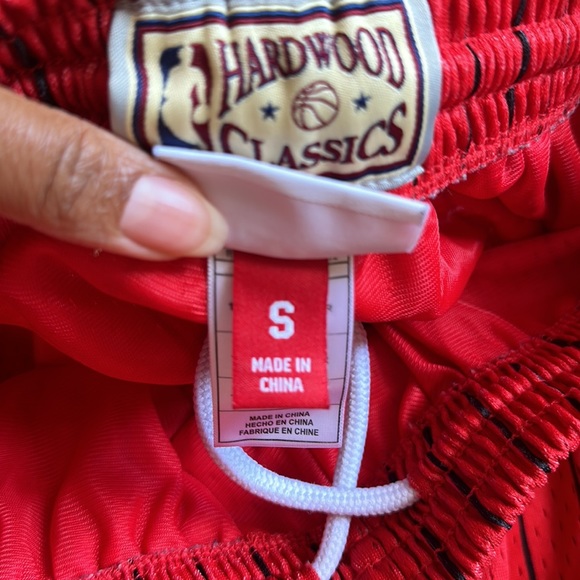 HARDWOOD
CLASSICS
S
MADE IN
CHINA
MADE IN CHINA
HECHO EN CHINA
FABRIQUE EN CHINE